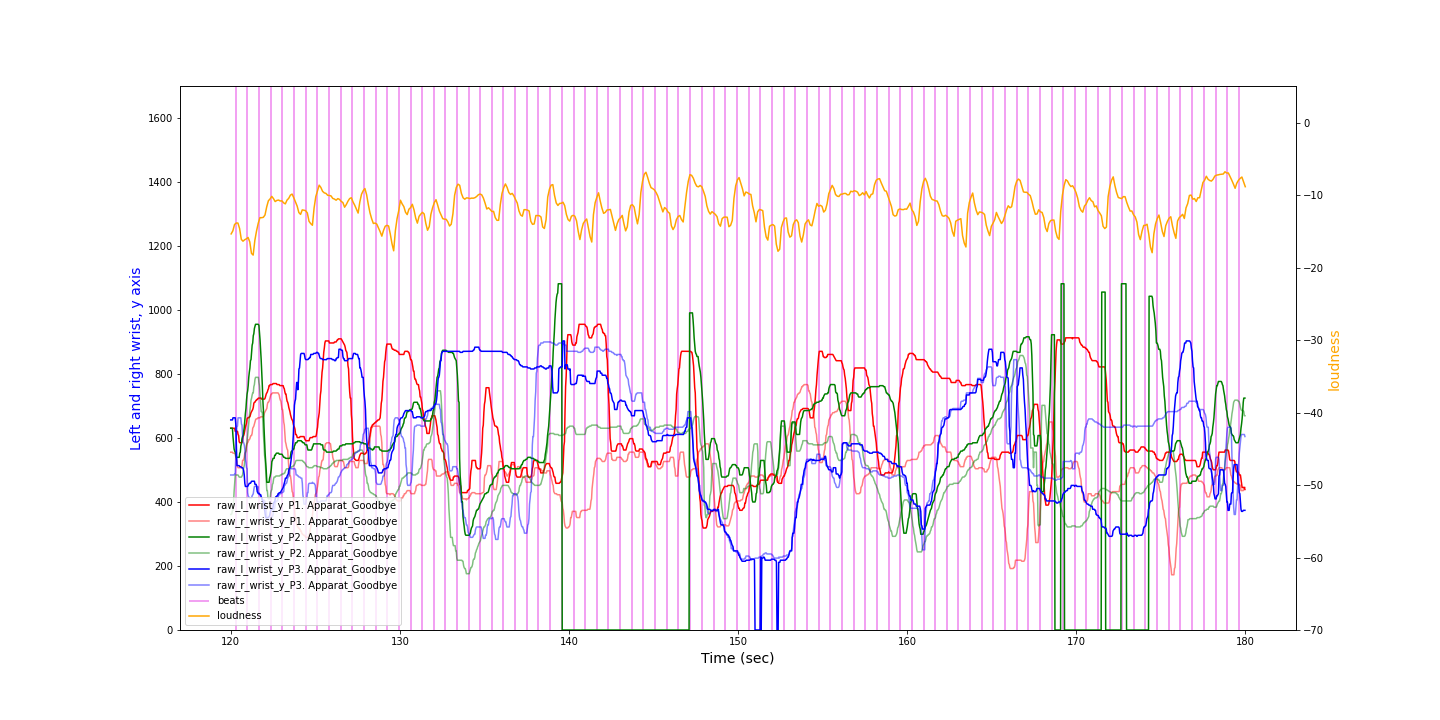 1600
1400
1200
1000
800
600
400
200
0
Left and right wrist, y axis
0
−10
−20
−30
−40
−50
−60
−70
loudness
raw_l_wrist_y_P1. Apparat_Goodbye
raw_r_wrist_y_P1. Apparat_Goodbye
raw_l_wrist_y_P2. Apparat_Goodbye
raw_r_wrist_y_P2. Apparat_Goodbye
raw_l_wrist_y_P3. Apparat_Goodbye
raw_r_wrist_y_P3. Apparat_Goodbye
beats
loudness
120 130 140 150 160 170 180
Time (sec)